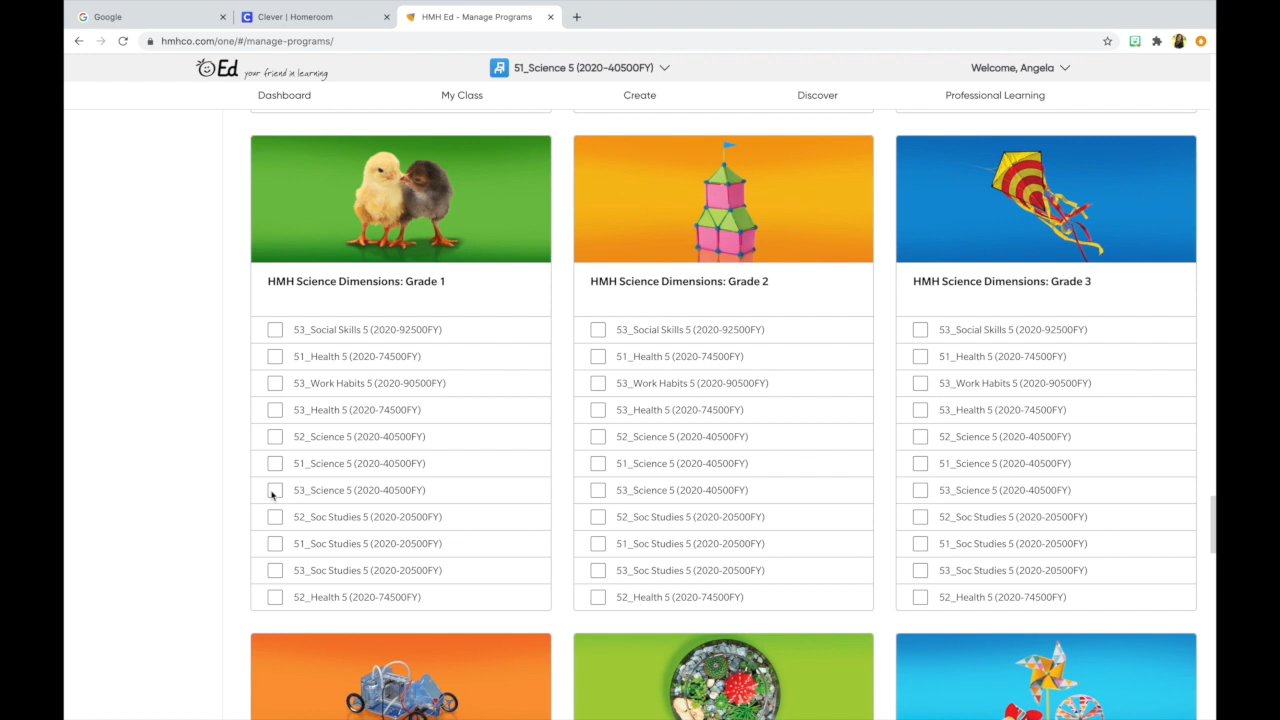 Google
Clever | Homeroom
HMH Ed - Manage Programs
hmhco.com/one/#/manage-programs/
Ed your friend in learning
51_Science 5 (2020-40500FY)
Welcome, Angela
Dashboard
My Class
Create
Discover
Professional Learning
HMH Science Dimensions: Grade 1
53_Social Skills 5 (2020-92500FY)
51_Health 5 (2020-74500FY)
53_Work Habits 5 (2020-90500FY)
53_Health 5 (2020-74500FY)
52_Science 5 (2020-40500FY)
51_Science 5 (2020-40500FY)
53_Science 5 (2020-40500FY)
52_Soc Studies 5 (2020-20500FY)
51_Soc Studies 5 (2020-20500FY)
53_Soc Studies 5 (2020-20500FY)
52_Health 5 (2020-74500FY)
HMH Science Dimensions: Grade 2
53_Social Skills 5 (2020-92500FY)
51_Health 5 (2020-74500FY)
53_Work Habits 5 (2020-90500FY)
53_Health 5 (2020-74500FY)
52_Science 5 (2020-40500FY)
51_Science 5 (2020-40500FY)
53_Science 5 (2020-40500FY)
52_Soc Studies 5 (2020-20500FY)
51_Soc Studies 5 (2020-20500FY)
53_Soc Studies 5 (2020-20500FY)
52_Health 5 (2020-74500FY)
HMH Science Dimensions: Grade 3
53_Social Skills 5 (2020-92500FY)
51_Health 5 (2020-74500FY)
53_Work Habits 5 (2020-90500FY)
53_Health 5 (2020-74500FY)
52_Science 5 (2020-40500FY)
51_Science 5 (2020-40500FY)
53_Science 5 (2020-40500FY)
52_Soc Studies 5 (2020-20500FY)
51_Soc Studies 5 (2020-20500FY)
53_Soc Studies 5 (2020-20500FY)
52_Health 5 (2020-74500FY)